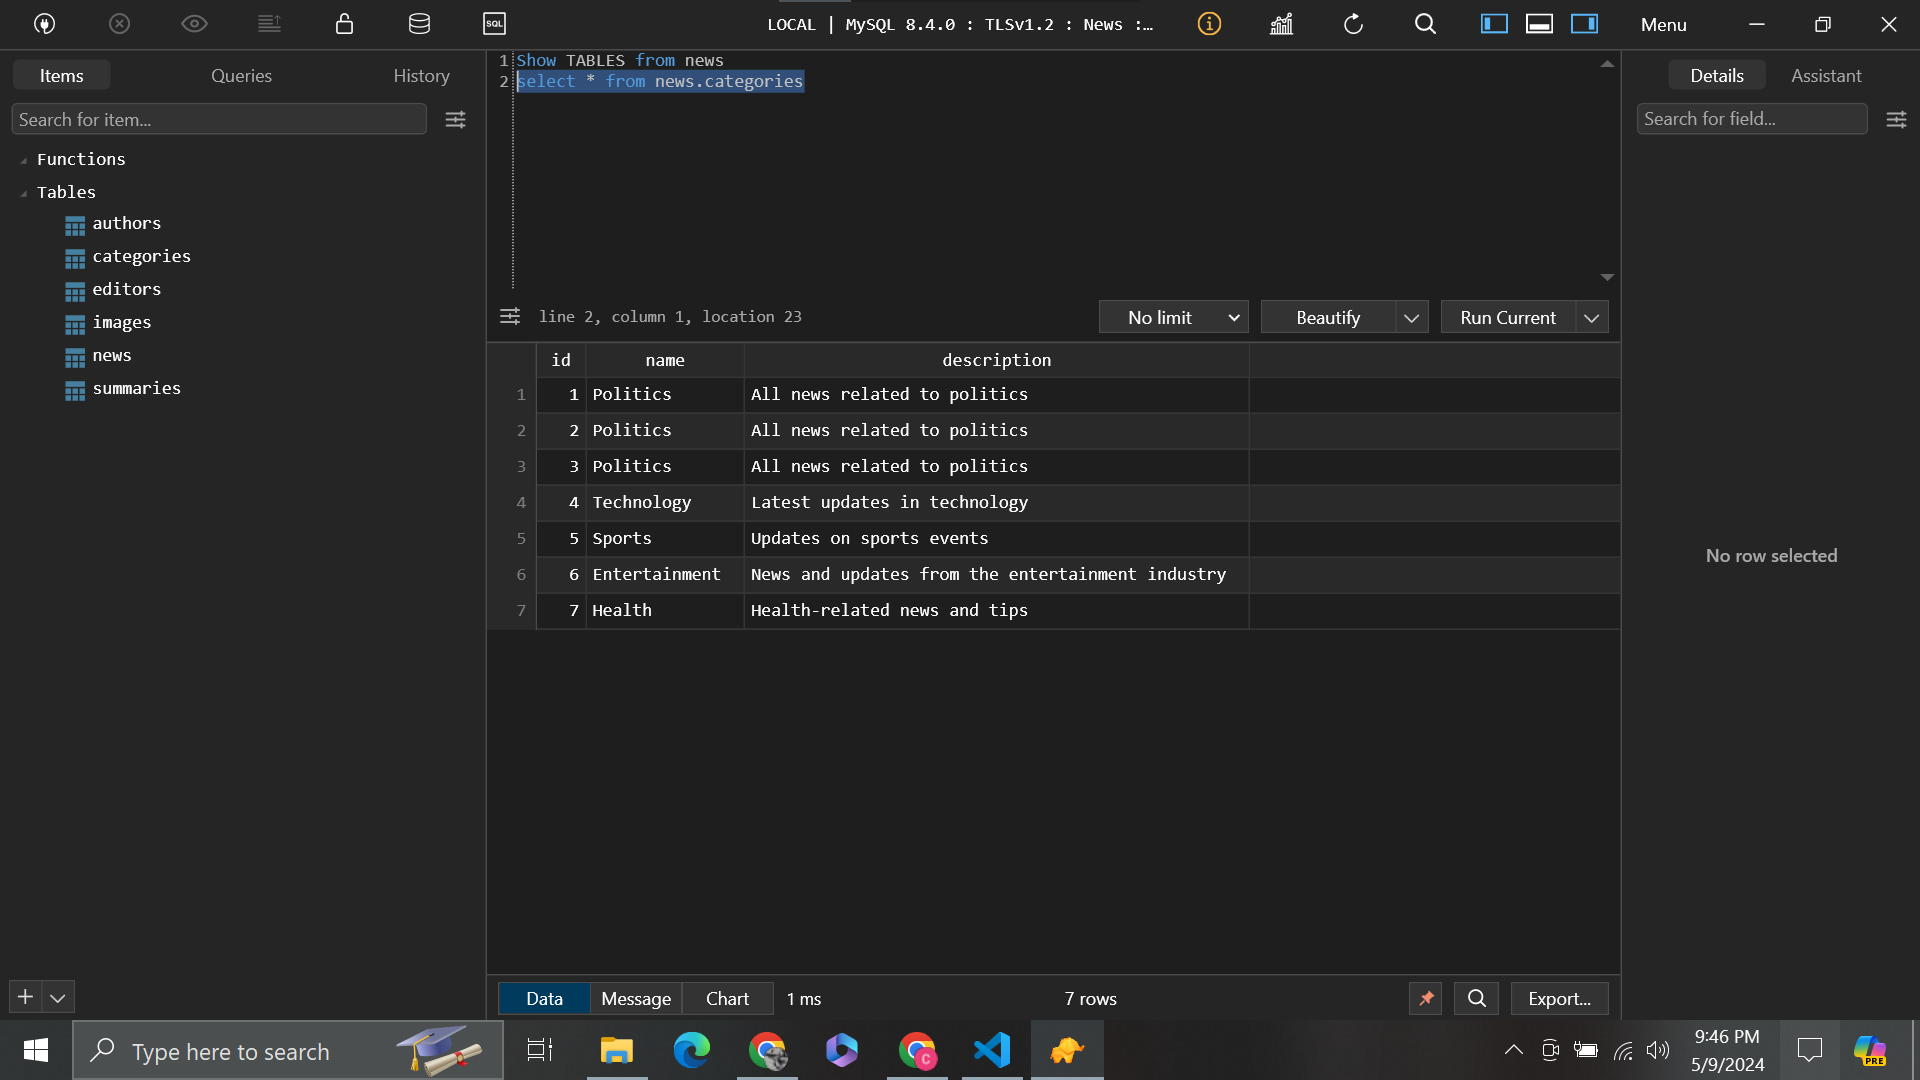 SQL
LOCAL | MySQL 8.4.0 : TLSv1.2 : News :...
Menu
Items
Queries
History
Search for item...
Functions
Tables
authors
categories
editors
images
news
summaries
1 Show TABLES from news
2 select * from news.categories
line 2, column 1, location 23
No limit
Beautify
Run Current
id name description
1 1 Politics All news related to politics
2 2 Politics All news related to politics
3 3 Politics All news related to politics
4 4 Technology Latest updates in technology
5 5 Sports Updates on sports events
6 6 Entertainment News and updates from the entertainment industry
7 7 Health Health-related news and tips
Data
Message
Chart
1 ms
7 rows
Export...
Details
Assistant
Search for field...
No row selected
Type here to search
C
9:46 PM
5/9/2024
PRE